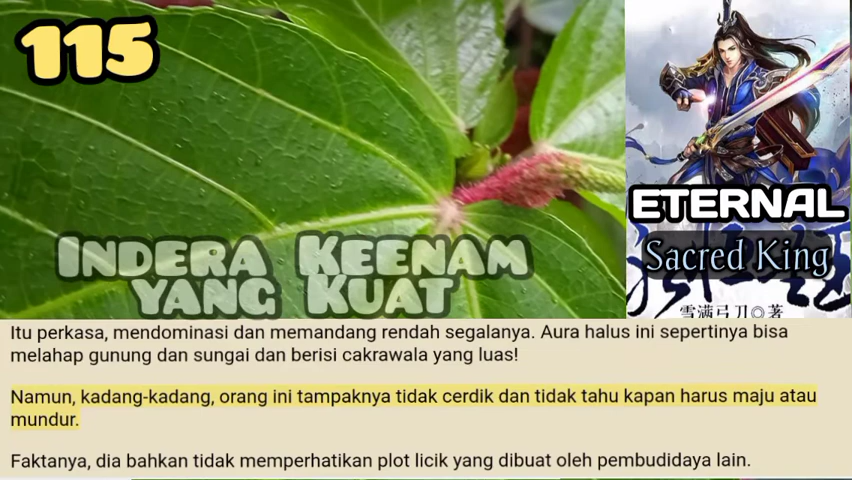 115
INDERA KEENAM
YANG KUAT
ETERNAL
Sacred King
雪满弓刀◎著
Itu perkasa, mendominasi dan memandang rendah segalanya. Aura halus ini sepertinya bisa
melahap gunung dan sungai dan berisi cakrawala yang luas!
Namun, kadang-kadang, orang ini tampaknya tidak cerdik dan tidak tahu kapan harus maju atau
mundur.
Faktanya, dia bahkan tidak memperhatikan plot licik yang dibuat oleh pembudidaya lain.